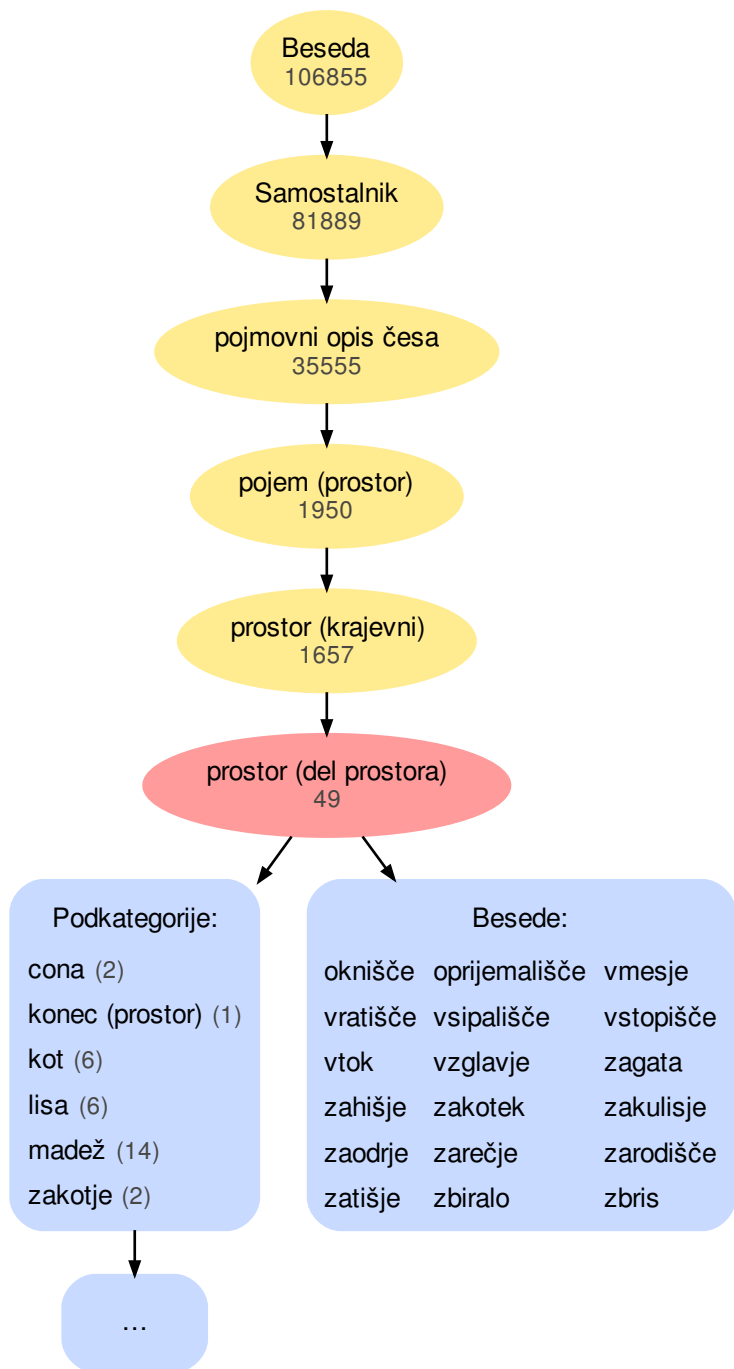 Beseda
106855
Samostalnik
81889
pojmovni opis česa
35555
pojem (prostor)
1950
prostor (krajevni)
1657
prostor (del prostora)
49
Podkategorije:
cona (2)
konec (prostor) (1)
kot (6)
lisa (6)
madež (14)
zakotje (2)
...
Besede:
oknišče oprijemališče vmesje
vratišče vsipališče vstopišče
vtok vzglavje zagata
zahišje zakotek zakulisje
zaodrje zarečje zarodišče
zatišje zbiralo zbris